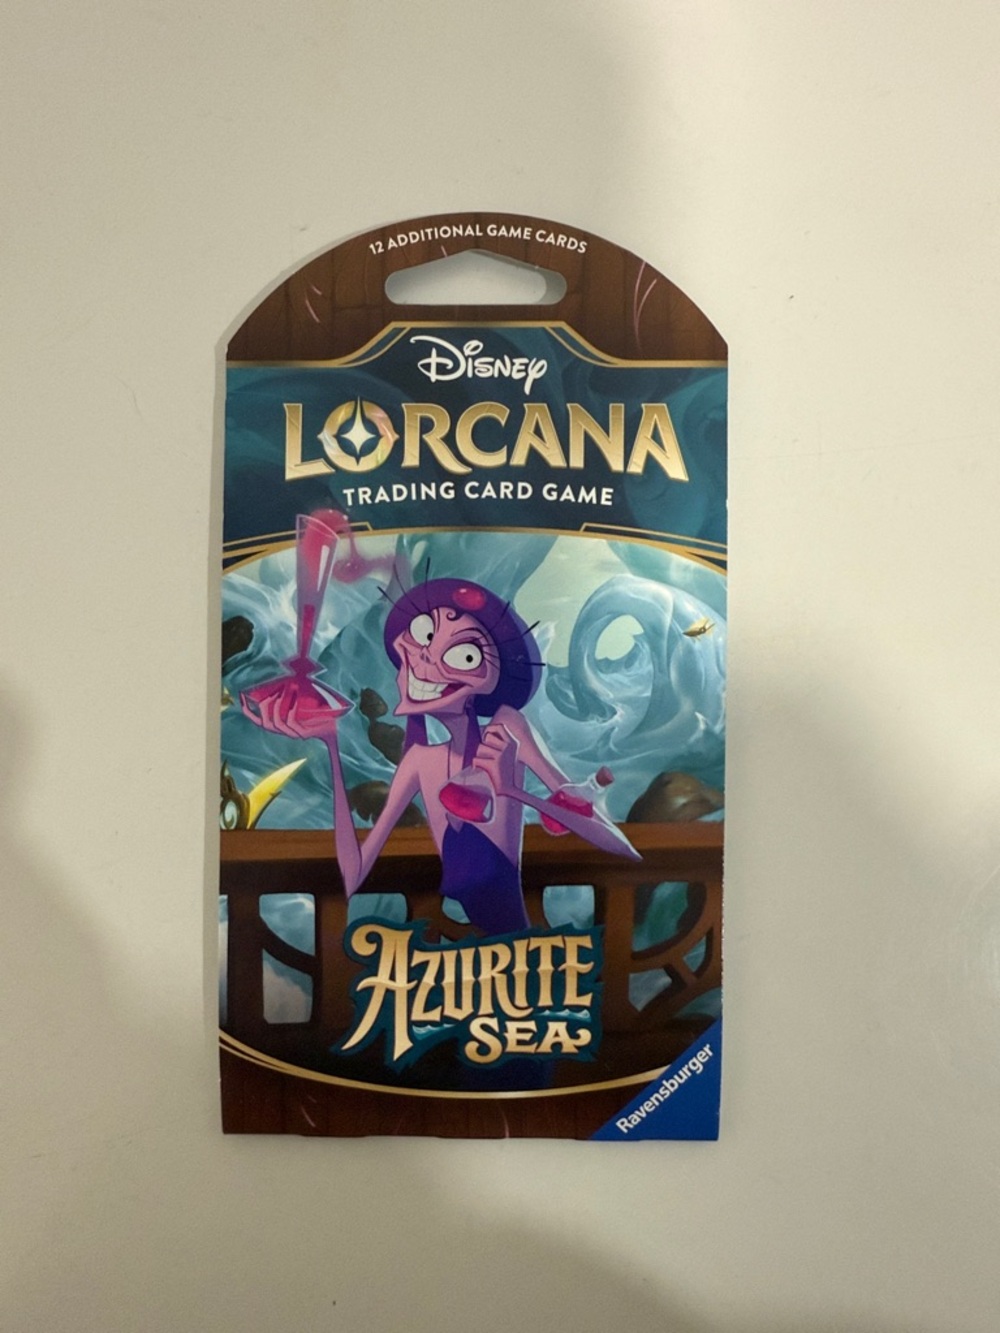 12 ADDITIONAL GAME CARDS
Disney
LORCANA
TRADING CARD GAME
AZURITE
SEA
Ravensburger